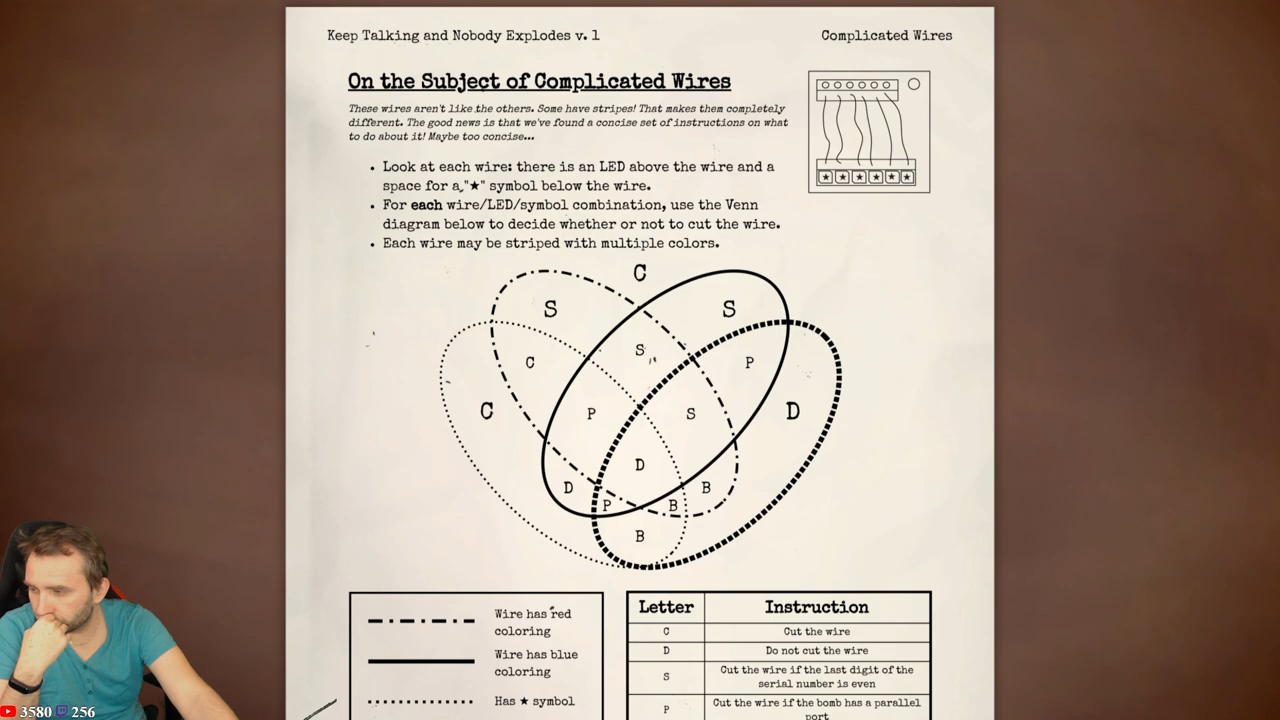 Keep Talking and Nobody Explodes v. 1
Complicated Wires
On the Subject of Complicated Wires
These wires aren't like the others. Some have stripes! That makes them completely
different. The good news is that we've found a concise set of instructions on what
to do about it! Maybe too concise...
• Look at each wire: there is an LED above the wire and a
space for a "★" symbol below the wire.
• For each wire/LED/symbol combination, use the Venn
diagram below to decide whether or not to cut the wire.
• Each wire may be striped with multiple colors.
C
S
S
S
C
P
C
P
S
D
D
D
B
P
B
B
Wire has red
coloring
Wire has blue
coloring
Has ★ symbol
Letter
Instruction
C
Cut the wire
D
Do not cut the wire
S
Cut the wire if the last digit of the
serial number is even
P
Cut the wire if the bomb has a parallel
port
3580
256